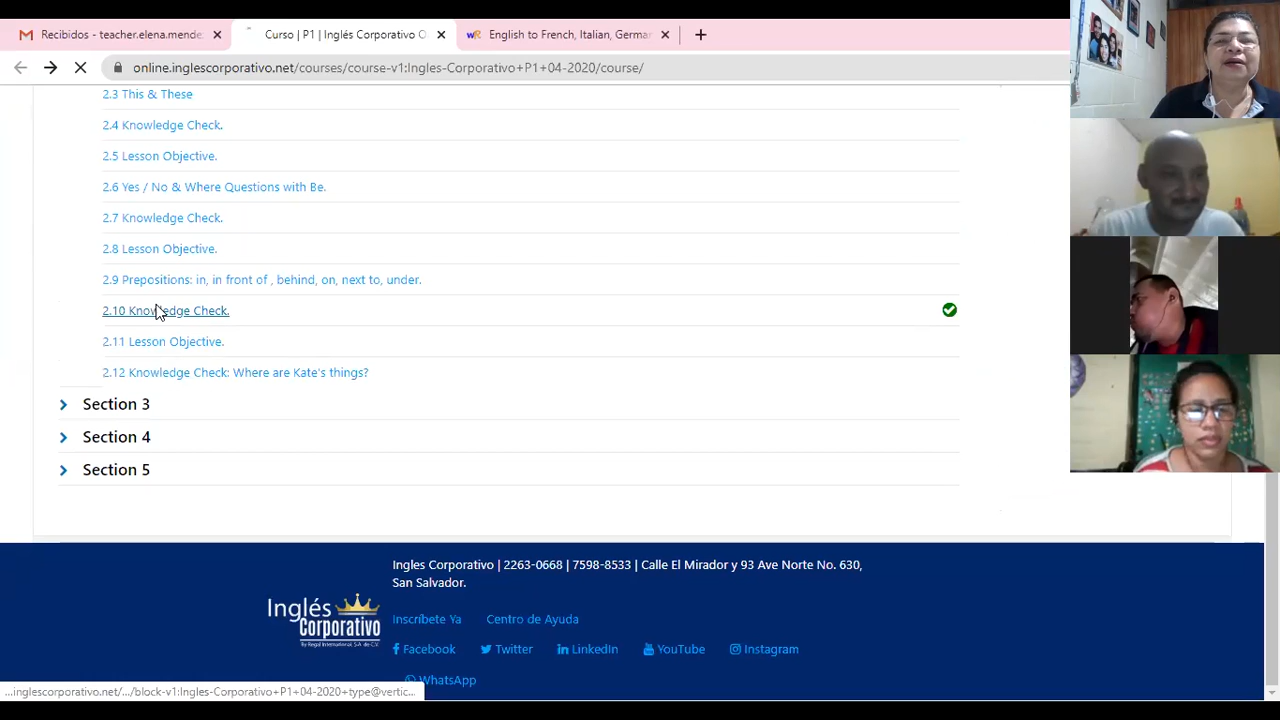 Recibidos - teacher.elena.mende
Curso | P1 | Inglés Corporativo O
English to French, Italian, Germa
online.inglescorporativo.net/courses/course-v1:Ingles-Corporativo+P1+04-2020/course/
2.3 This & These
2.4 Knowledge Check.
2.5 Lesson Objective.
2.6 Yes / No & Where Questions with Be.
2.7 Knowledge Check.
2.8 Lesson Objective.
2.9 Prepositions: in, in front of , behind, on, next to, under.
2.10 Knowledge Check.
2.11 Lesson Objective.
2.12 Knowledge Check: Where are Kate's things?
Section 3
Section 4
Section 5
Ingles Corporativo | 2263-0668 | 7598-8533 | Calle El Mirador y 93 Ave Norte No. 630,
San Salvador.
Inglés
Corporativo
By Regal International, S.A. de C.V.
Inscríbete Ya Centro de Ayuda
Facebook Twitter LinkedIn YouTube Instagram
WhatsApp
...inglescorporativo.net/.../block-v1:Ingles-Corporativo+P1+04-2020+type@vertic...